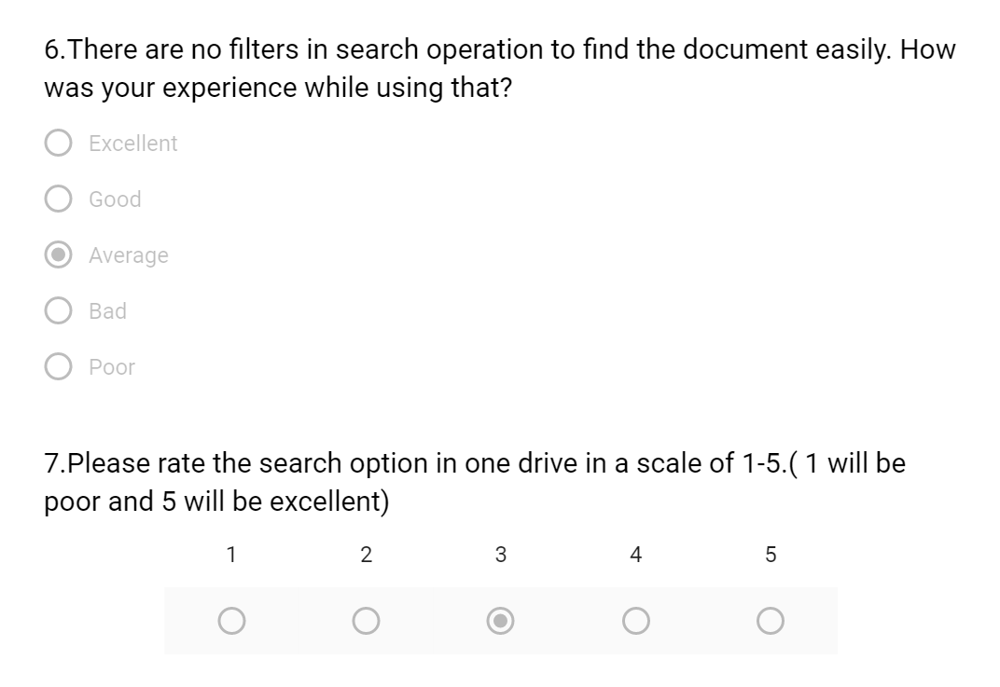 6.There are no filters in search operation to find the document easily. How
was your experience while using that?
Excellent
Good
Average
Bad
Poor
7.Please rate the search option in one drive in a scale of 1-5.( 1 will be
poor and 5 will be excellent)
1 2 3 4 5